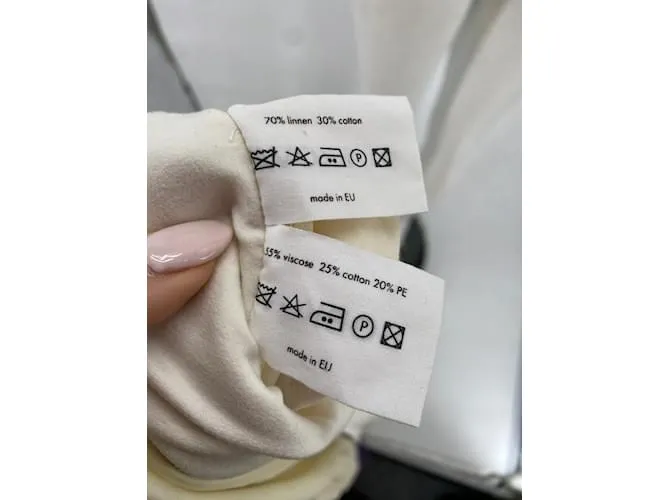 70% linnen 30% cotton
P
made in EU
55% viscose 25% cotton 20% PE
P
made in EU